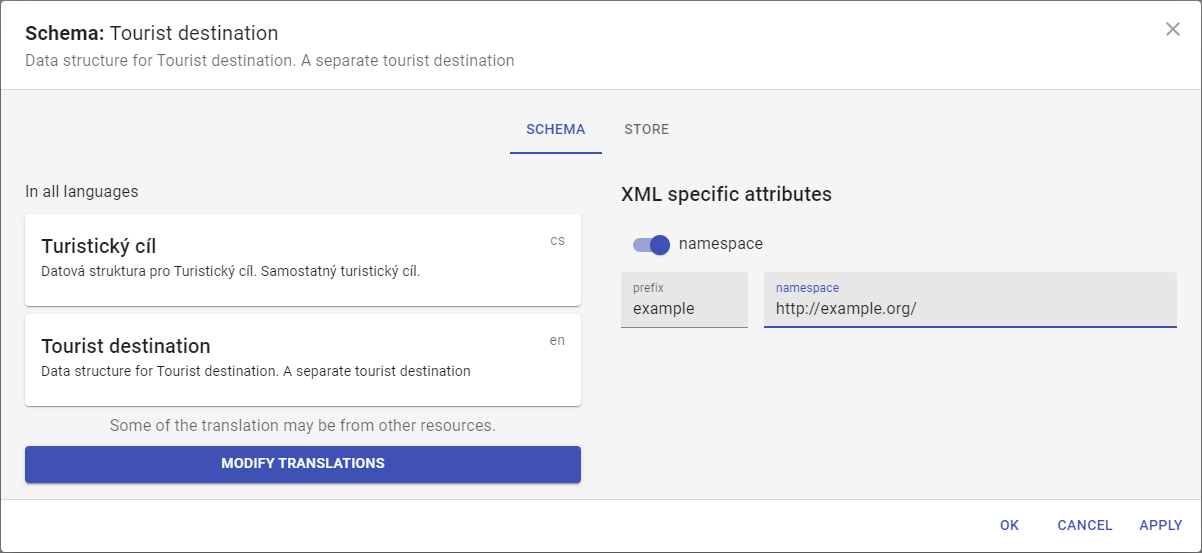 Schema: Tourist destination
Data structure for Tourist destination. A separate tourist destination
SCHEMA
STORE
In all languages
Turistický cíl
cs
Datová struktura pro Turistický cíl. Samostatný turistický cíl.
Tourist destination
en
Data structure for Tourist destination. A separate tourist destination
Some of the translation may be from other resources.
MODIFY TRANSLATIONS
XML specific attributes
namespace
prefix
example
namespace
http://example.org/
OK
CANCEL
APPLY